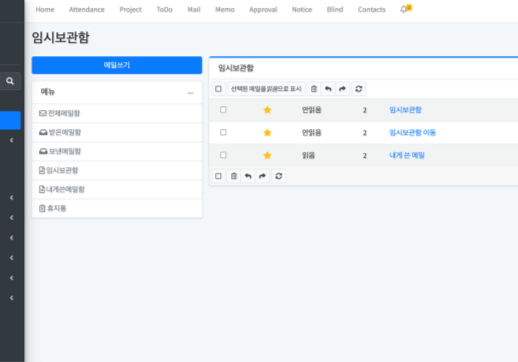 Home Attendance Project ToDo Mail Memo Approval Notice Blind Contacts
임시보관함
메일쓰기
메뉴
전체메일함
받은메일함
보낸메일함
임시보관함
내게쓴메일함
휴지통
임시보관함
선택된 메일을 읽음으로 표시
안읽음 2 임시보관함
안읽음 2 임시보관함 이동
읽음 2 내게 쓴 메일